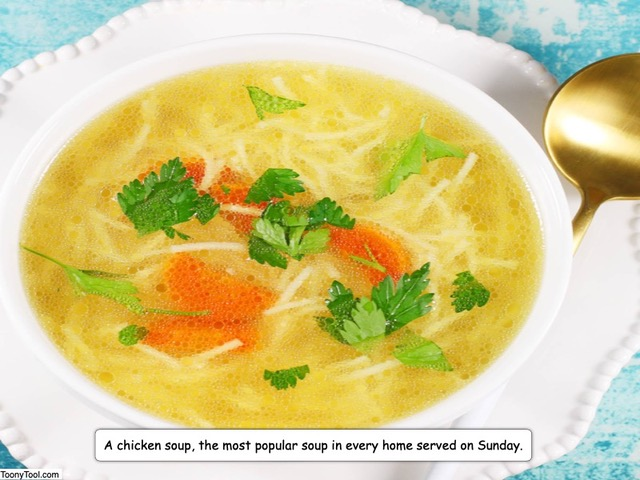 A chicken soup, the most popular soup in every home served on Sunday.
ToonyTool.com